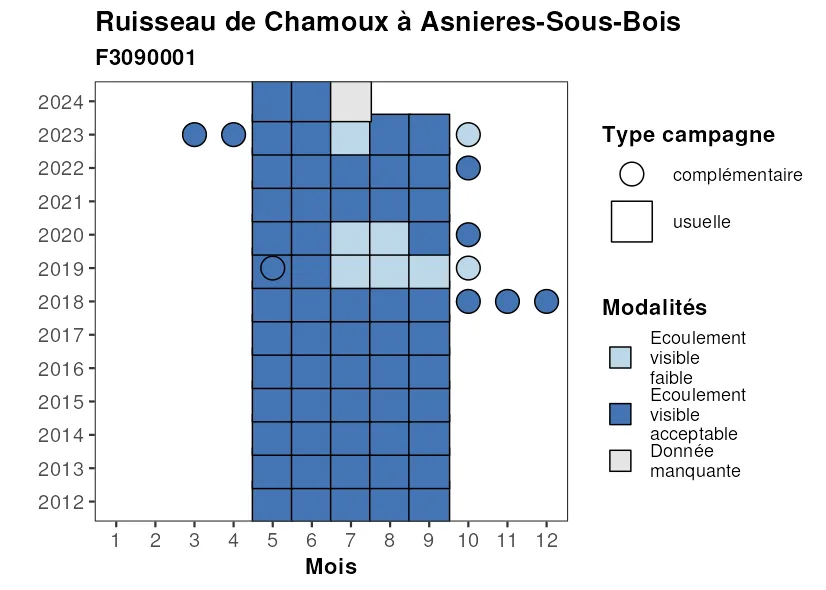 Ruisseau de Chamoux à Asnieres-Sous-Bois
F3090001
2024
2023
2022
2021
2020
2019
2018
2017
2016
2015
2014
2013
2012
1 2 3 4 5 6 7 8 9 10 11 12
Mois
Type campagne
complémentaire
usuelle
Modalités
Ecoulement
visible
faible
Ecoulement
visible
acceptable
Donnée
manquante